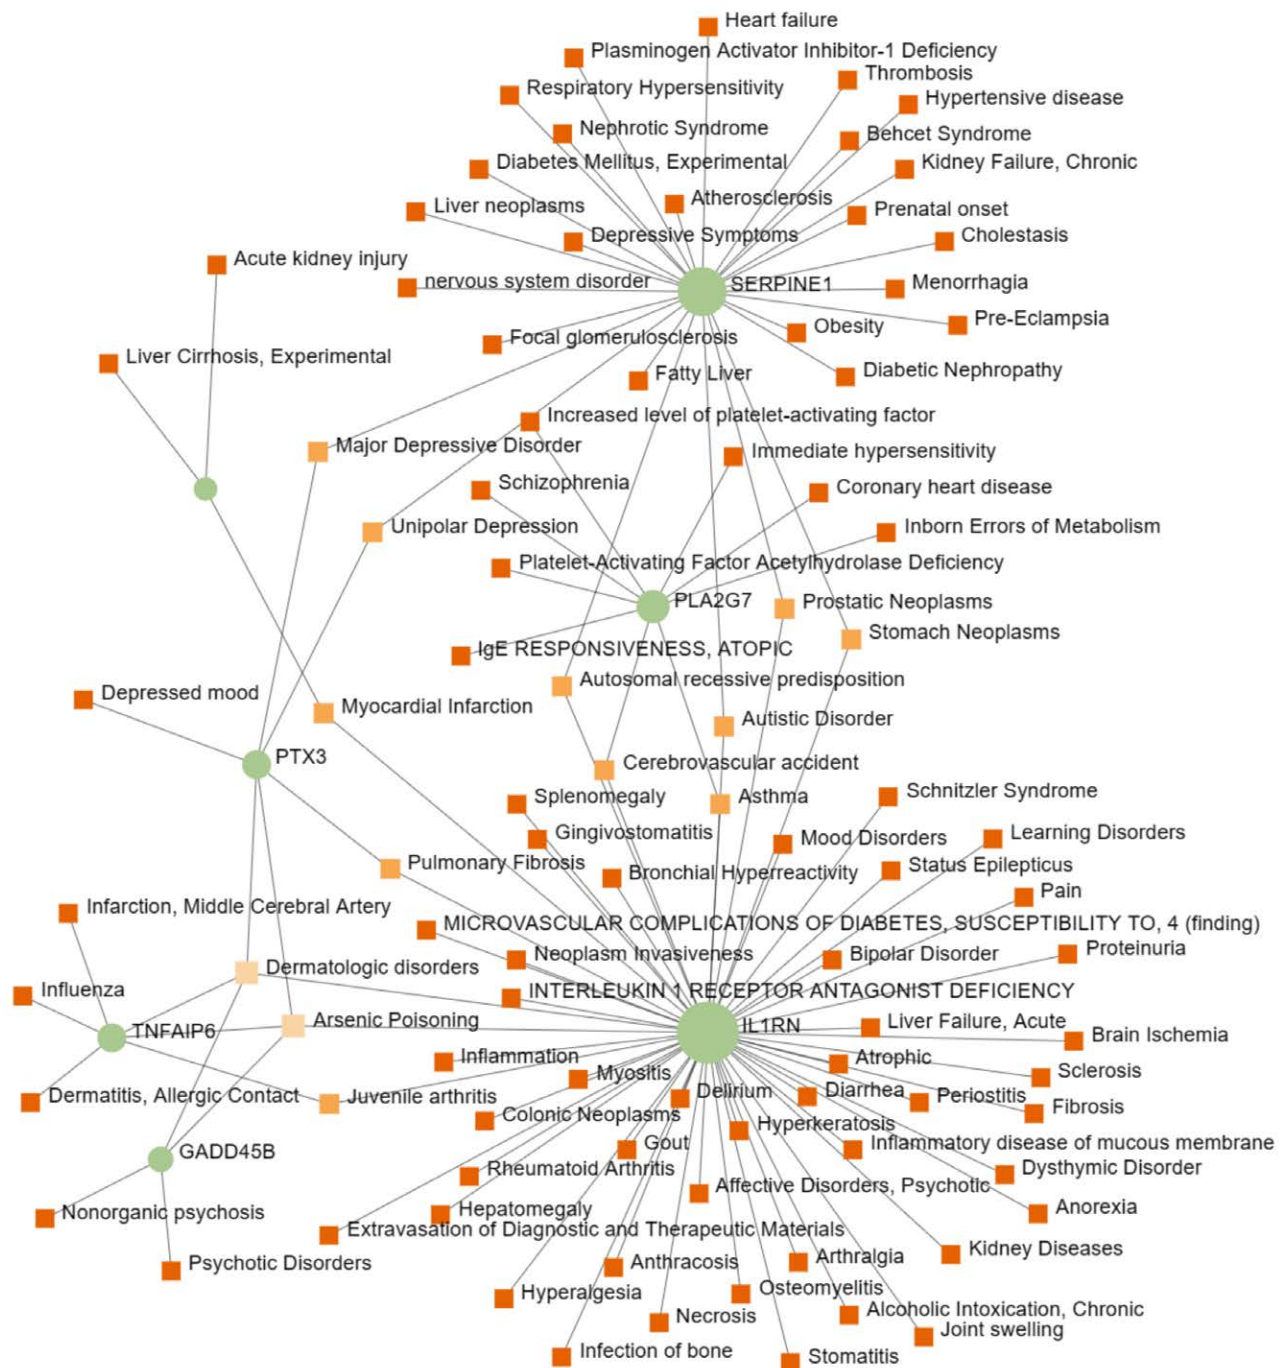 Heart failure
Plasminogen Activator Inhibitor-1 Deficiency
Thrombosis
Respiratory Hypersensitivity
Hypertensive disease
Nephrotic Syndrome
Behcet Syndrome
Diabetes Mellitus, Experimental
Kidney Failure, Chronic
Atherosclerosis
Liver neoplasms
Prenatal onset
Depressive Symptoms
Cholestasis
Acute kidney injury
nervous system disorder
SERPINE1
Menorrhagia
Pre-Eclampsia
Obesity
Focal glomerulosclerosis
Liver Cirrhosis, Experimental
Fatty Liver
Diabetic Nephropathy
Increased level of platelet-activating factor
Major Depressive Disorder
Immediate hypersensitivity
Schizophrenia
Coronary heart disease
Unipolar Depression
Inborn Errors of Metabolism
Platelet-Activating Factor Acetylhydrolase Deficiency
PLA2G7
Prostatic Neoplasms
Stomach Neoplasms
IgE RESPONSIVENESS, ATOPIC
Autosomal recessive predisposition
Depressed mood
Myocardial Infarction
Autistic Disorder
PTX3
Cerebrovascular accident
Splenomegaly
Asthma
Schnitzler Syndrome
Gingivostomatitis
Mood Disorders
Learning Disorders
Pulmonary Fibrosis
Bronchial Hyperreactivity
Status Epilepticus
Pain
Infarction, Middle Cerebral Artery
MICROVASCULAR COMPLICATIONS OF DIABETES, SUSCEPTIBILITY TO, 4 (finding)
Neoplasm Invasiveness
Bipolar Disorder
Proteinuria
Dermatologic disorders
Influenza
INTERLEUKIN 1 RECEPTOR ANTAGONIST DEFICIENCY
TNFAIP6
Arsenic Poisoning
IL1RN
Liver Failure, Acute
Brain Ischemia
Inflammation
Myositis
Atrophic
Sclerosis
Dermatitis, Allergic Contact
Juvenile arthritis
Delirium
Diarrhea
Periostitis
Fibrosis
Colonic Neoplasms
Hyperkeratosis
GADD45B
Gout
Inflammatory disease of mucous membrane
Rheumatoid Arthritis
Dysthymic Disorder
Affective Disorders, Psychotic
Nonorganic psychosis
Hepatomegaly
Anorexia
Extravasation of Diagnostic and Therapeutic Materials
Psychotic Disorders
Anthracosis
Arthralgia
Kidney Diseases
Hyperalgesia
Osteomyelitis
Necrosis
Alcoholic Intoxication, Chronic
Joint swelling
Infection of bone
Stomatitis